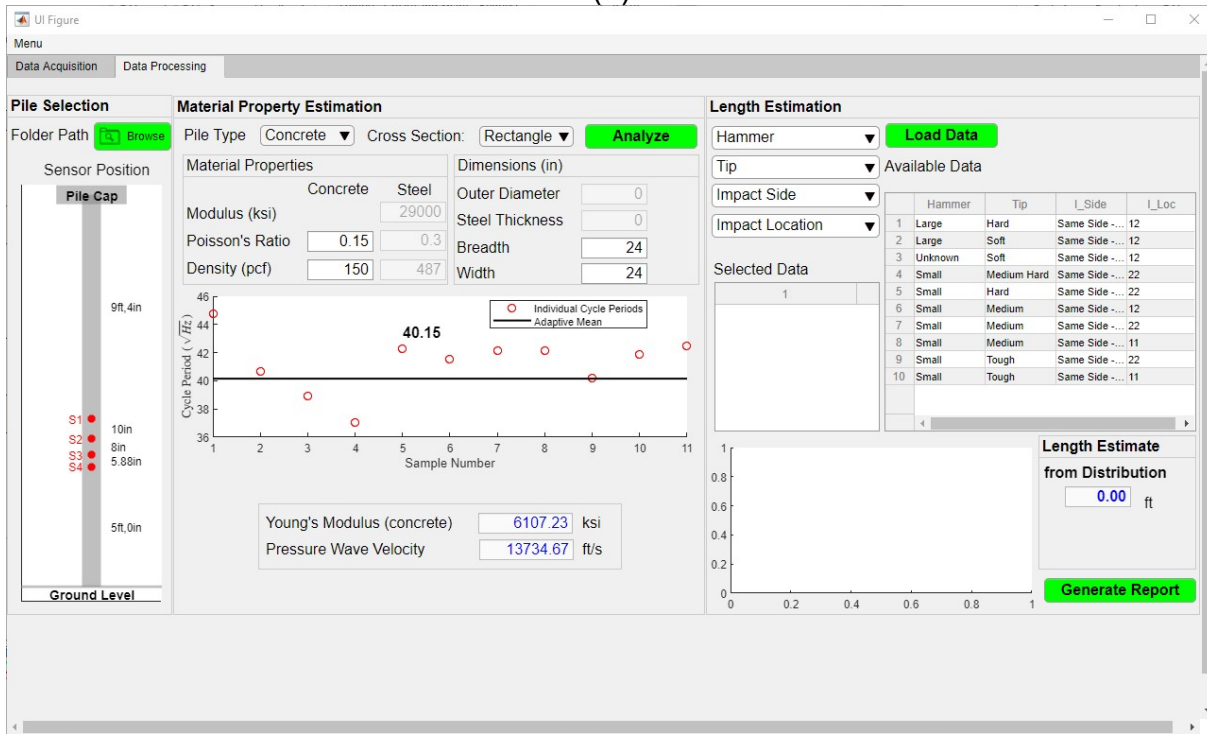 UI Figure
Menu
Data Acquisition Data Processing
Pile Selection
Folder Path Browse
Sensor Position
Pile Cap
9ft,4in
S1
10in
S2
8in
S3
5.88in
S4
5ft,0in
Ground Level
Material Property Estimation
Pile Type Concrete Cross Section: Rectangle Analyze
Material Properties
Concrete Steel
Modulus (ksi) 29000
Poisson's Ratio 0.15 0.3
Density (pcf) 150 487
Dimensions (in)
Outer Diameter 0
Steel Thickness 0
Breadth 24
Width 24
46
44
42
40
38
36
Cycle Period (√Hz)
40.15
Individual Cycle Periods
Adaptive Mean
1 2 3 4 5 6 7 8 9 10 11
Sample Number
Young's Modulus (concrete) 6107.23 ksi
Pressure Wave Velocity 13734.67 ft/s
Length Estimation
Hammer
Tip
Impact Side
Impact Location
Load Data
Available Data
Hammer Tip I_Side I_Loc
1 Large Hard Same Side -... 12
2 Large Soft Same Side -... 12
3 Unknown Soft Same Side -... 12
4 Small Medium Hard Same Side -... 22
5 Small Hard Same Side -... 22
6 Small Medium Same Side -... 12
7 Small Medium Same Side -... 22
8 Small Medium Same Side -... 11
9 Small Tough Same Side -... 22
10 Small Tough Same Side -... 11
Selected Data
1
1
0.8
0.6
0.4
0.2
0
0 0.2 0.4 0.6 0.8 1
Length Estimate
from Distribution
0.00 ft
Generate Report